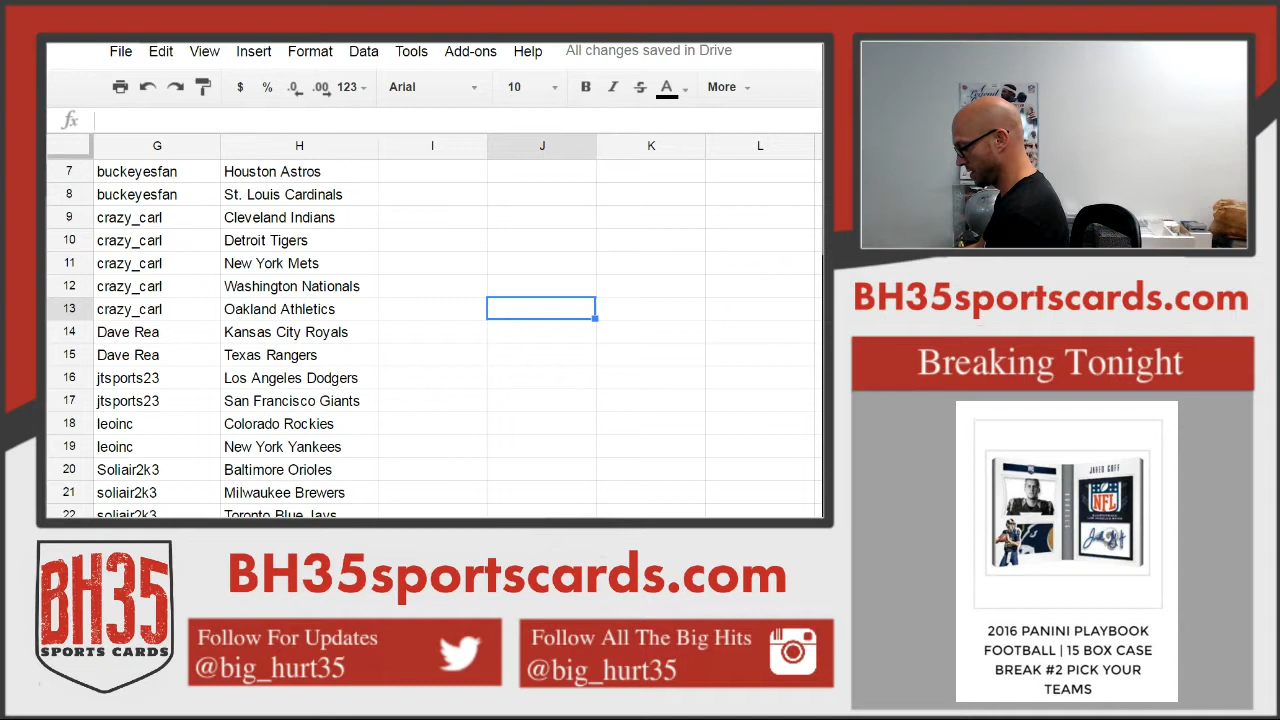 File Edit View Insert Format Data Tools Add-ons Help All changes saved in Drive
$ % .0 .00 123 Arial 10 B I S A More
fx
G H I J K L
7 buckeyesfan Houston Astros
8 buckeyesfan St. Louis Cardinals
9 crazy_carl Cleveland Indians
10 crazy_carl Detroit Tigers
11 crazy_carl New York Mets
12 crazy_carl Washington Nationals
13 crazy_carl Oakland Athletics
14 Dave Rea Kansas City Royals
15 Dave Rea Texas Rangers
16 jtsports23 Los Angeles Dodgers
17 jtsports23 San Francisco Giants
18 leoinc Colorado Rockies
19 leoinc New York Yankees
20 Soliair2k3 Baltimore Orioles
21 soliair2k3 Milwaukee Brewers
22 soliair2k3 Toronto Blue Jays
Legend
BH35sportscards.com
Breaking Tonight
JARED GOFF
NFL
2016 PANINI PLAYBOOK
FOOTBALL | 15 BOX CASE
BREAK #2 PICK YOUR
TEAMS
BH35
SPORTS CARDS
BH35sportscards.com
Follow For Updates
@big_hurt35
Follow All The Big Hits
@big_hurt35